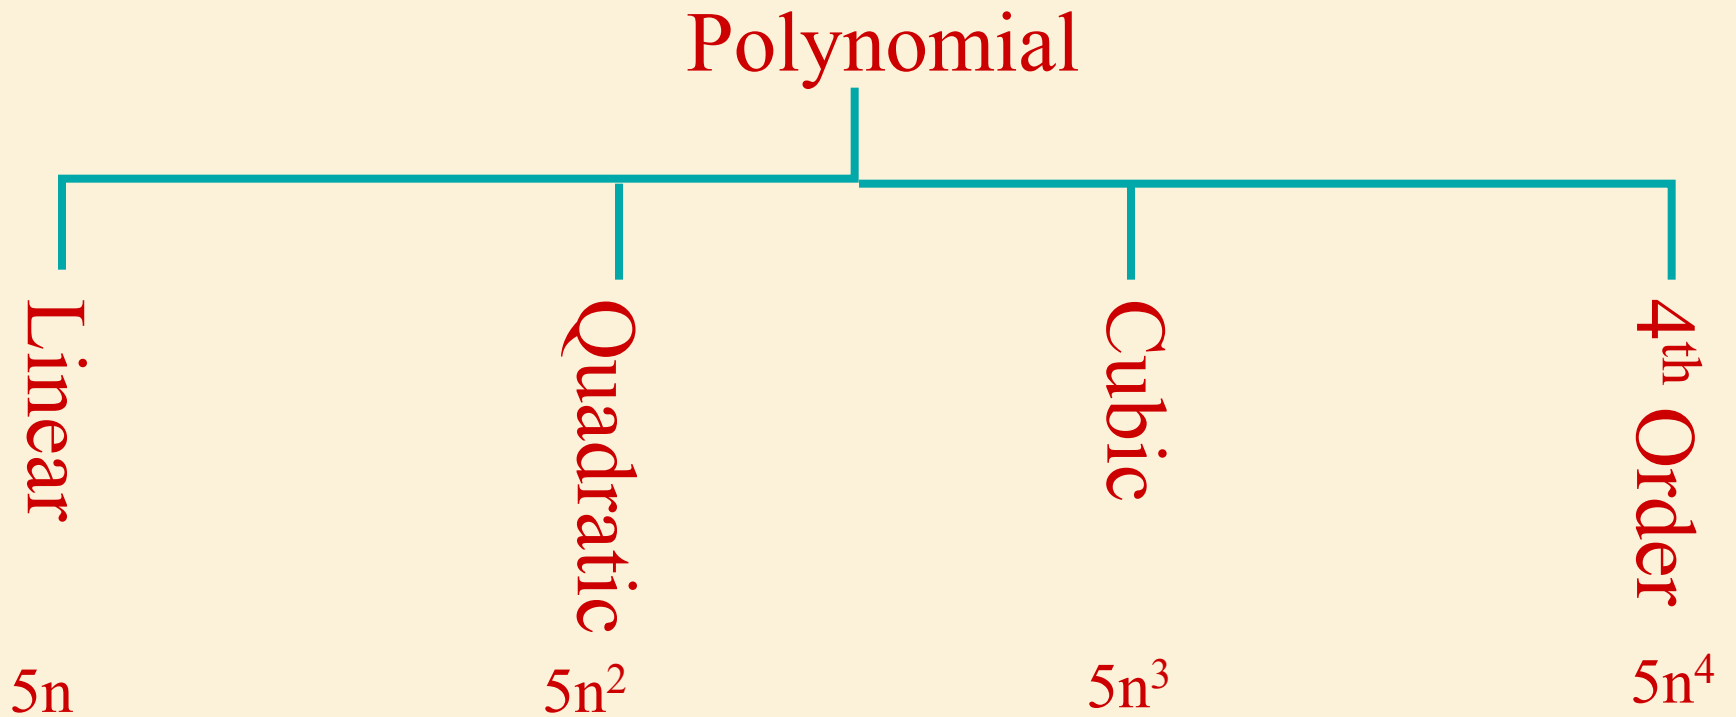 Polynomial
Linear
Quadratic
Cubic
4th Order
5n
5n²
5n³
5n⁴